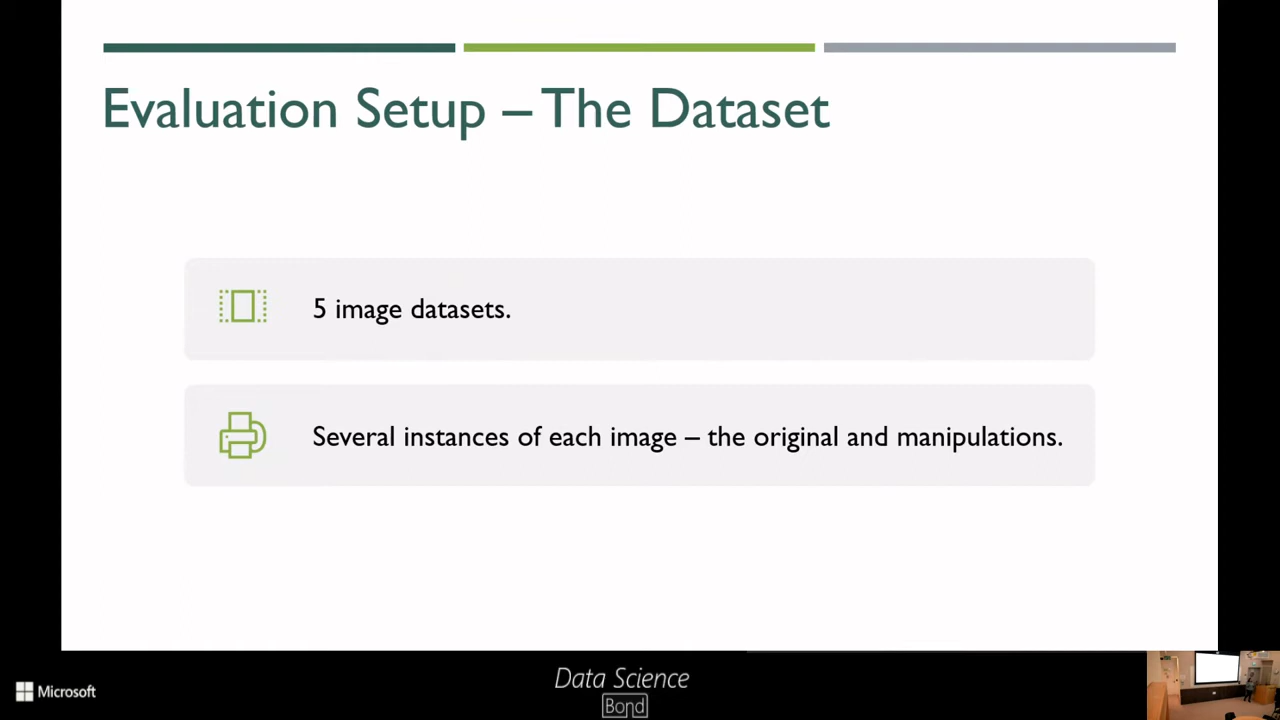 Evaluation Setup – The Dataset
5 image datasets.
Several instances of each image – the original and manipulations.
Microsoft
Data Science
Bond